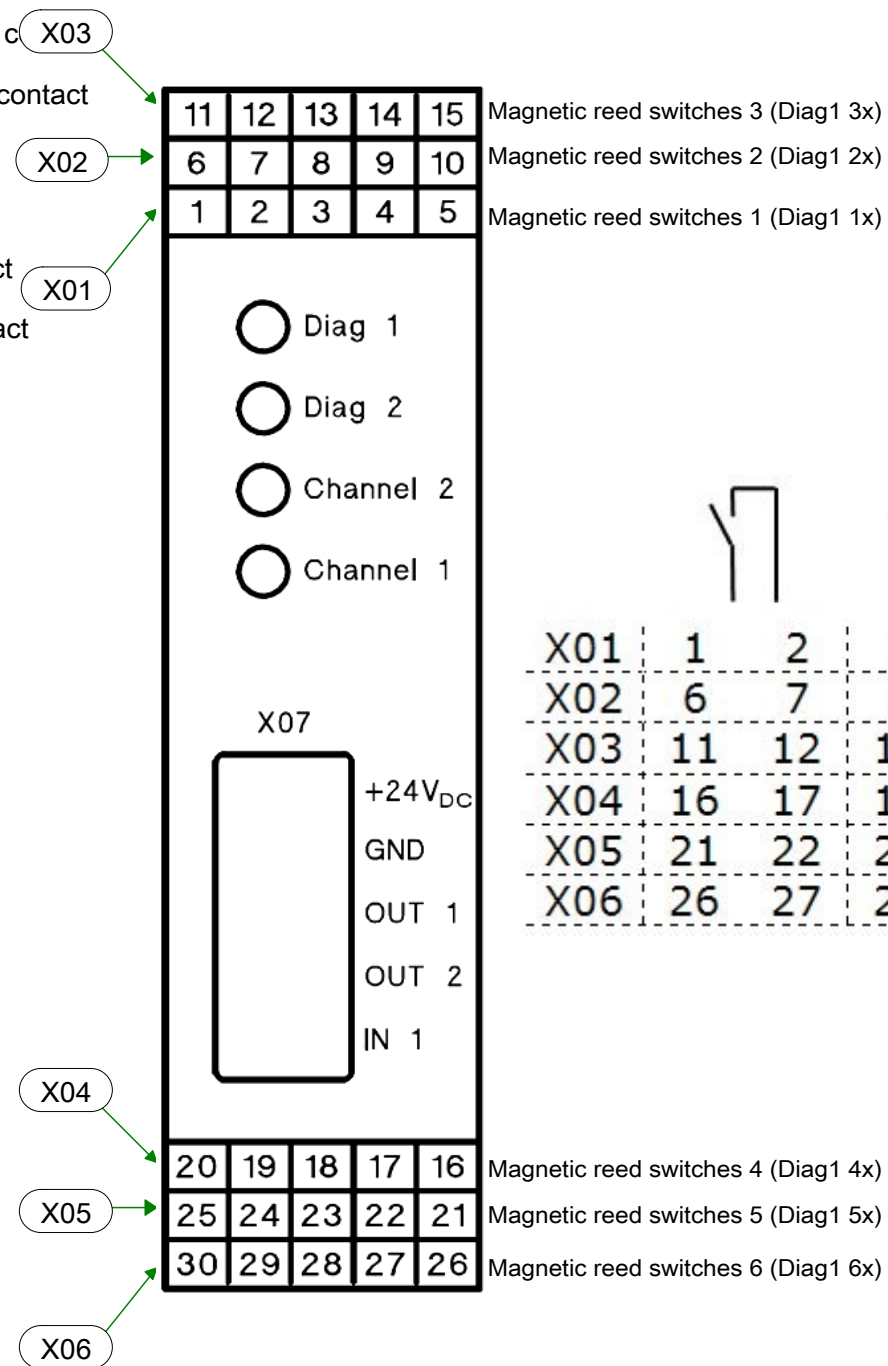 X03
contact
11 12 13 14 15 Magnetic reed switches 3 (Diag1 3x)
X02
6 7 8 9 10 Magnetic reed switches 2 (Diag1 2x)
1 2 3 4 5 Magnetic reed switches 1 (Diag1 1x)
X01
Diag 1
Diag 2
Channel 2
Channel 1
X01 1 2
X02 6 7
X03 11 12
X04 16 17
X05 21 22
X06 26 27
X07
+24VDC
GND
OUT 1
OUT 2
IN 1
X04
20 19 18 17 16 Magnetic reed switches 4 (Diag1 4x)
X05
25 24 23 22 21 Magnetic reed switches 5 (Diag1 5x)
30 29 28 27 26 Magnetic reed switches 6 (Diag1 6x)
X06